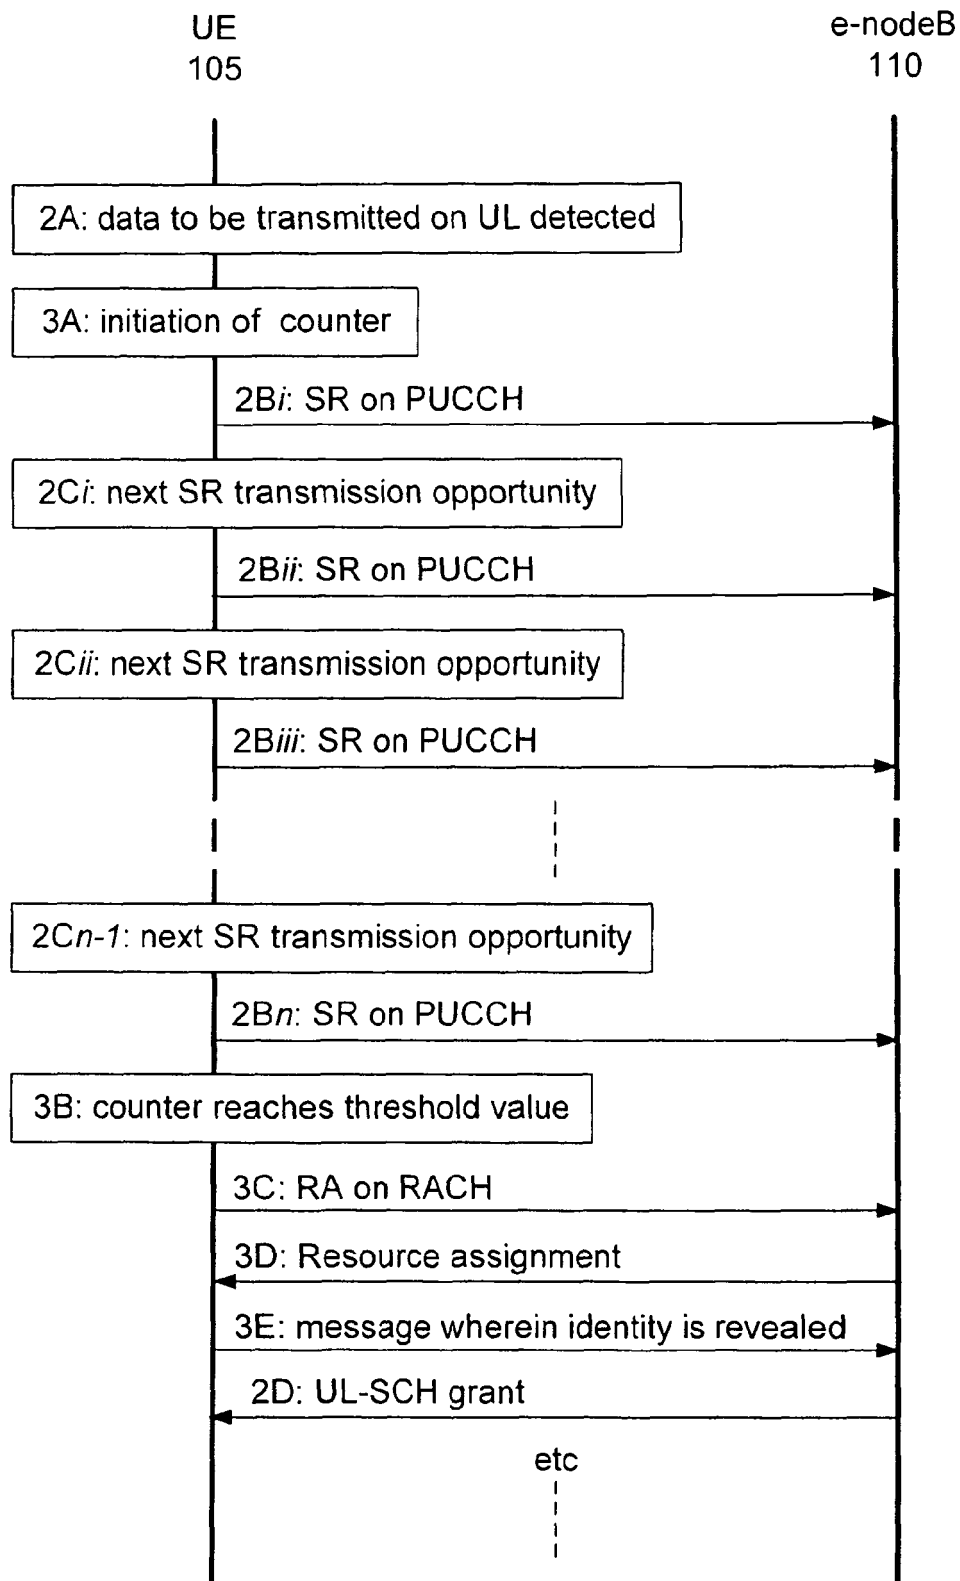 UE
105
e-nodeB
110
2A: data to be transmitted on UL detected
3A: initiation of counter
2Bi: SR on PUCCH
2Ci: next SR transmission opportunity
2Bii: SR on PUCCH
2Cii: next SR transmission opportunity
2Biii: SR on PUCCH
2Cn-1: next SR transmission opportunity
2Bn: SR on PUCCH
3B: counter reaches threshold value
3C: RA on RACH
3D: Resource assignment
3E: message wherein identity is revealed
2D: UL-SCH grant
etc